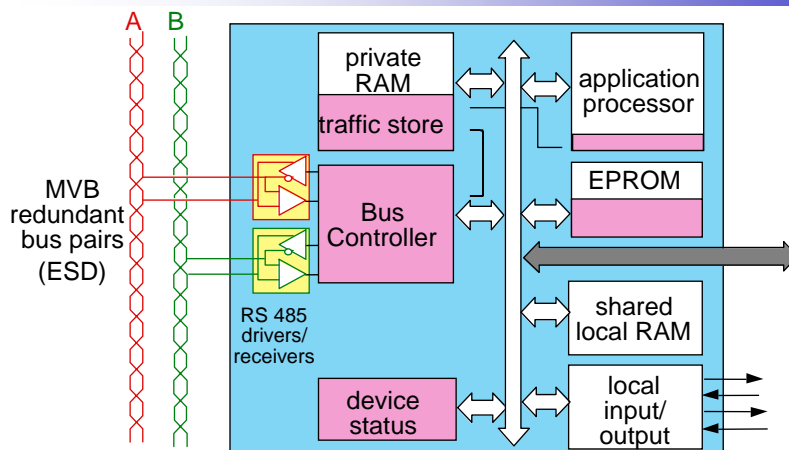 A B
private
RAM
traffic store
application
processor
MVB
redundant
bus pairs
(ESD)
Bus
Controller
EPROM
RS 485
drivers/
receivers
shared
local RAM
device
status
local
input/
output